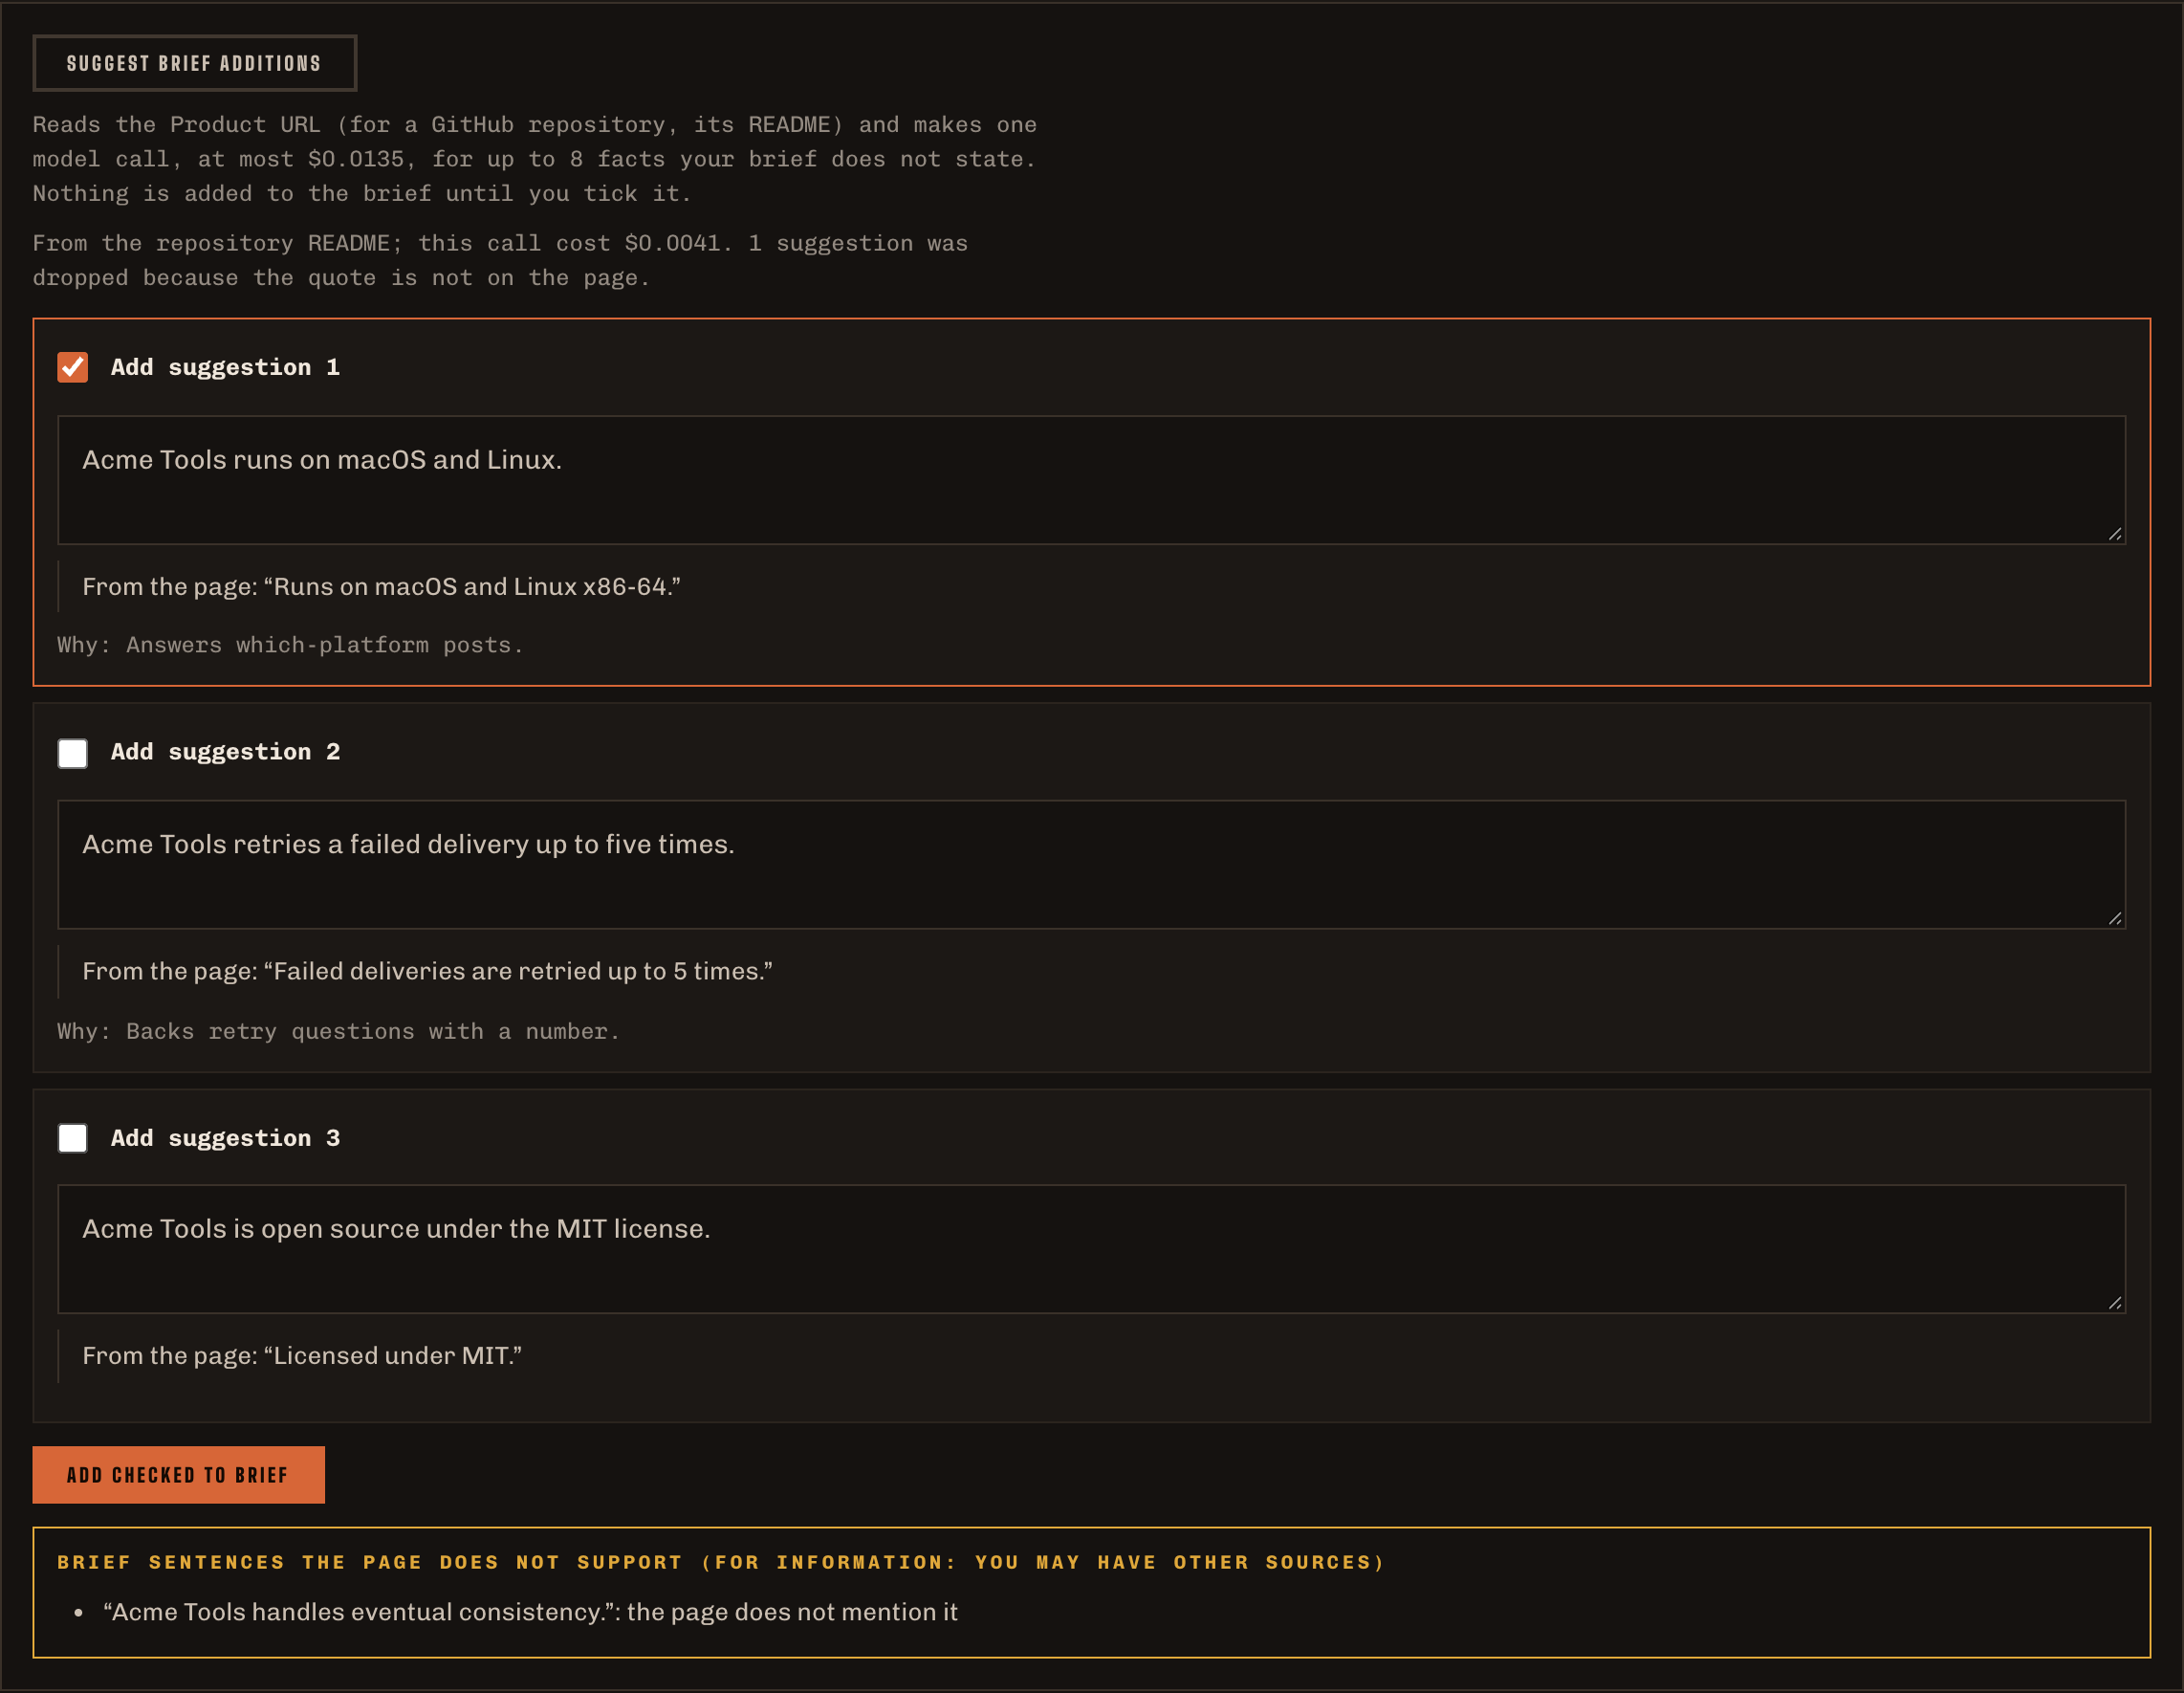 SUGGEST BRIEF ADDITIONS
Reads the Product URL (for a GitHub repository, its README) and makes one
model call, at most $0.0135, for up to 8 facts your brief does not state.
Nothing is added to the brief until you tick it.
From the repository README; this call cost $0.0041. 1 suggestion was
dropped because the quote is not on the page.
Add suggestion 1
Acme Tools runs on macOS and Linux.
From the page: “Runs on macOS and Linux x86-64.”
Why: Answers which-platform posts.
Add suggestion 2
Acme Tools retries a failed delivery up to five times.
From the page: “Failed deliveries are retried up to 5 times.”
Why: Backs retry questions with a number.
Add suggestion 3
Acme Tools is open source under the MIT license.
From the page: “Licensed under MIT.”
ADD CHECKED TO BRIEF
BRIEF SENTENCES THE PAGE DOES NOT SUPPORT (FOR INFORMATION: YOU MAY HAVE OTHER SOURCES)
• “Acme Tools handles eventual consistency.”: the page does not mention it